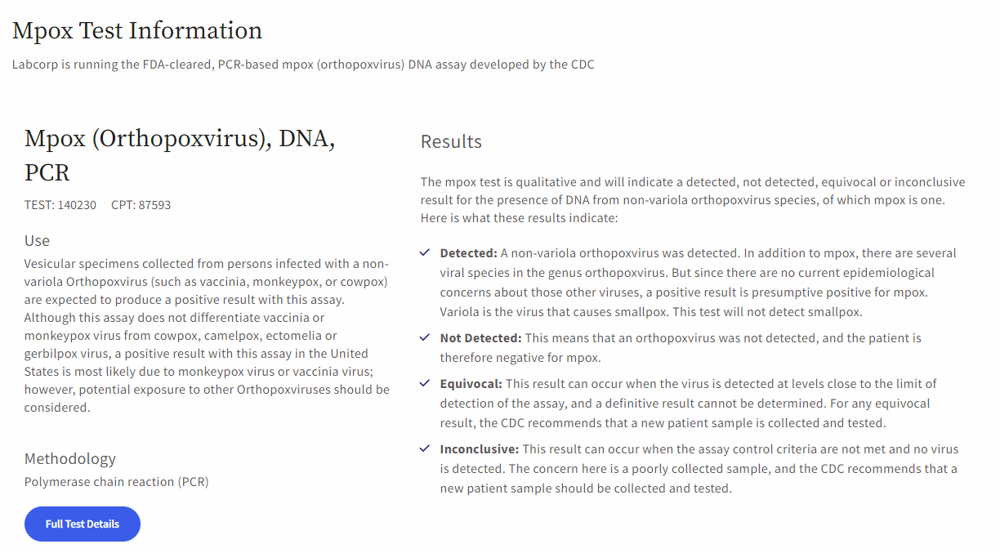 Mpox Test Information
Labcorp is running the FDA-cleared, PCR-based mpox (orthopoxvirus) DNA assay developed by the CDC
Mpox (Orthopoxvirus), DNA,
PCR
TEST: 140230 CPT: 87593
Use
Vesicular specimens collected from persons infected with a non-
variola Orthopoxvirus (such as vaccinia, monkeypox, or cowpox)
are expected to produce a positive result with this assay.
Although this assay does not differentiate vaccinia or
monkeypox virus from cowpox, camelpox, ectomelia or
gerbilpox virus, a positive result with this assay in the United
States is most likely due to monkeypox virus or vaccinia virus;
however, potential exposure to other Orthopoxviruses should be
considered.
Methodology
Polymerase chain reaction (PCR)
Full Test Details
Results
The mpox test is qualitative and will indicate a detected, not detected, equivocal or inconclusive
result for the presence of DNA from non-variola orthopoxvirus species, of which mpox is one.
Here is what these results indicate:
Detected: A non-variola orthopoxvirus was detected. In addition to mpox, there are several
viral species in the genus orthopoxvirus. But since there are no current epidemiological
concerns about those other viruses, a positive result is presumptive positive for mpox.
Variola is the virus that causes smallpox. This test will not detect smallpox.
Not Detected: This means that an orthopoxvirus was not detected, and the patient is
therefore negative for mpox.
Equivocal: This result can occur when the virus is detected at levels close to the limit of
detection of the assay, and a definitive result cannot be determined. For any equivocal
result, the CDC recommends that a new patient sample is collected and tested.
Inconclusive: This result can occur when the assay control criteria are not met and no virus
is detected. The concern here is a poorly collected sample, and the CDC recommends that a
new patient sample should be collected and tested.